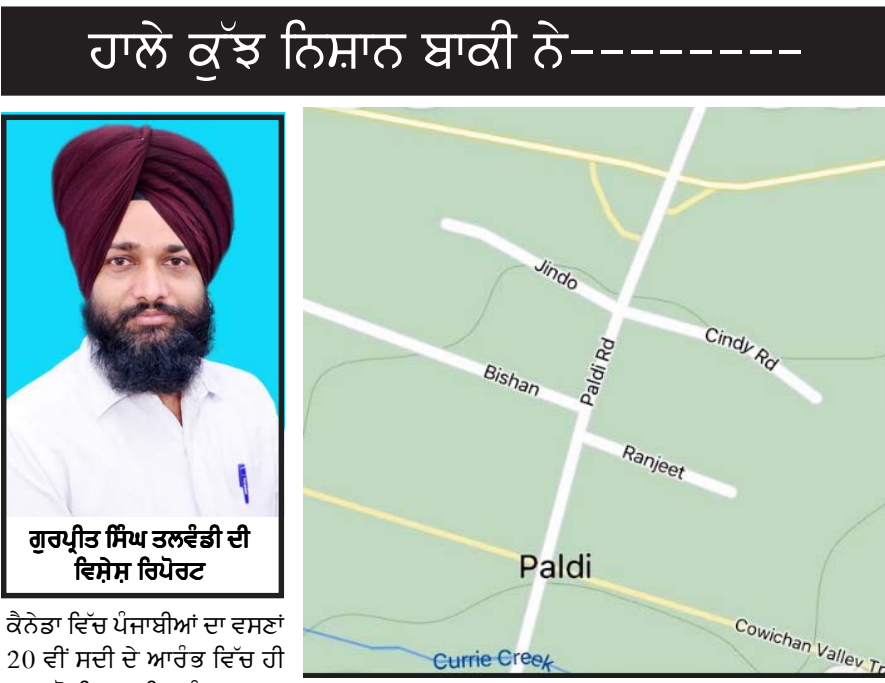 ਹਾਲੇ ਕੁੱਝ ਨਿਸ਼ਾਨ ਬਾਕੀ ਨੇ--------
ਗੁਰਪ੍ਰੀਤ ਸਿੰਘ ਤਲਵੰਡੀ ਦੀ
ਵਿਸ਼ੇਸ਼ ਰਿਪੋਰਟ
ਕੈਨੇਡਾ ਵਿੱਚ ਪੰਜਾਬੀਆਂ ਦਾ ਵਸਣਾਂ
20 ਵੀਂ ਸਦੀ ਦੇ ਆਰੰਭ ਵਿੱਚ ਹੀ
Jindo
Cindy Rd
Paldi Rd
Bishan
Ranjeet
Paldi
Cowichan Valley Tr
Currie Creek